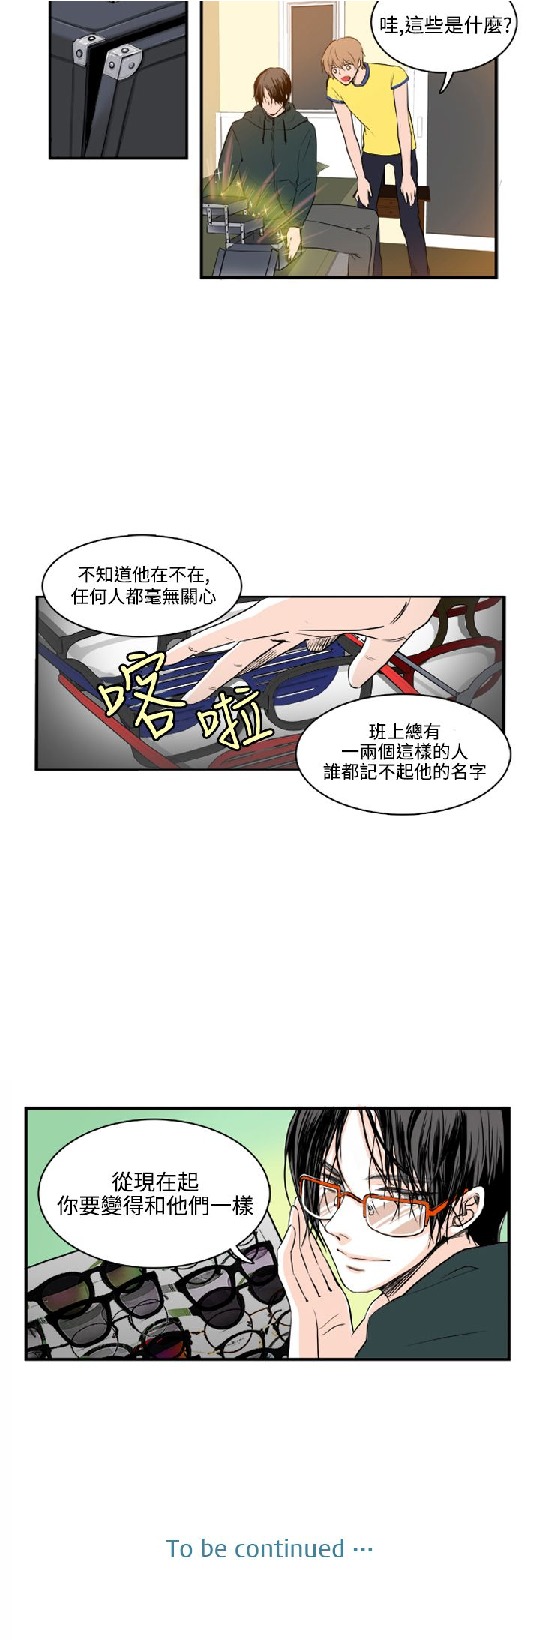 哇,這些是什麼?
不知道他在不在,
任何人都毫無關心
喀啦
班上總有
一兩個這樣的人
誰都記不起他的名字
從現在起
你要變得和他們一樣
To be continued …